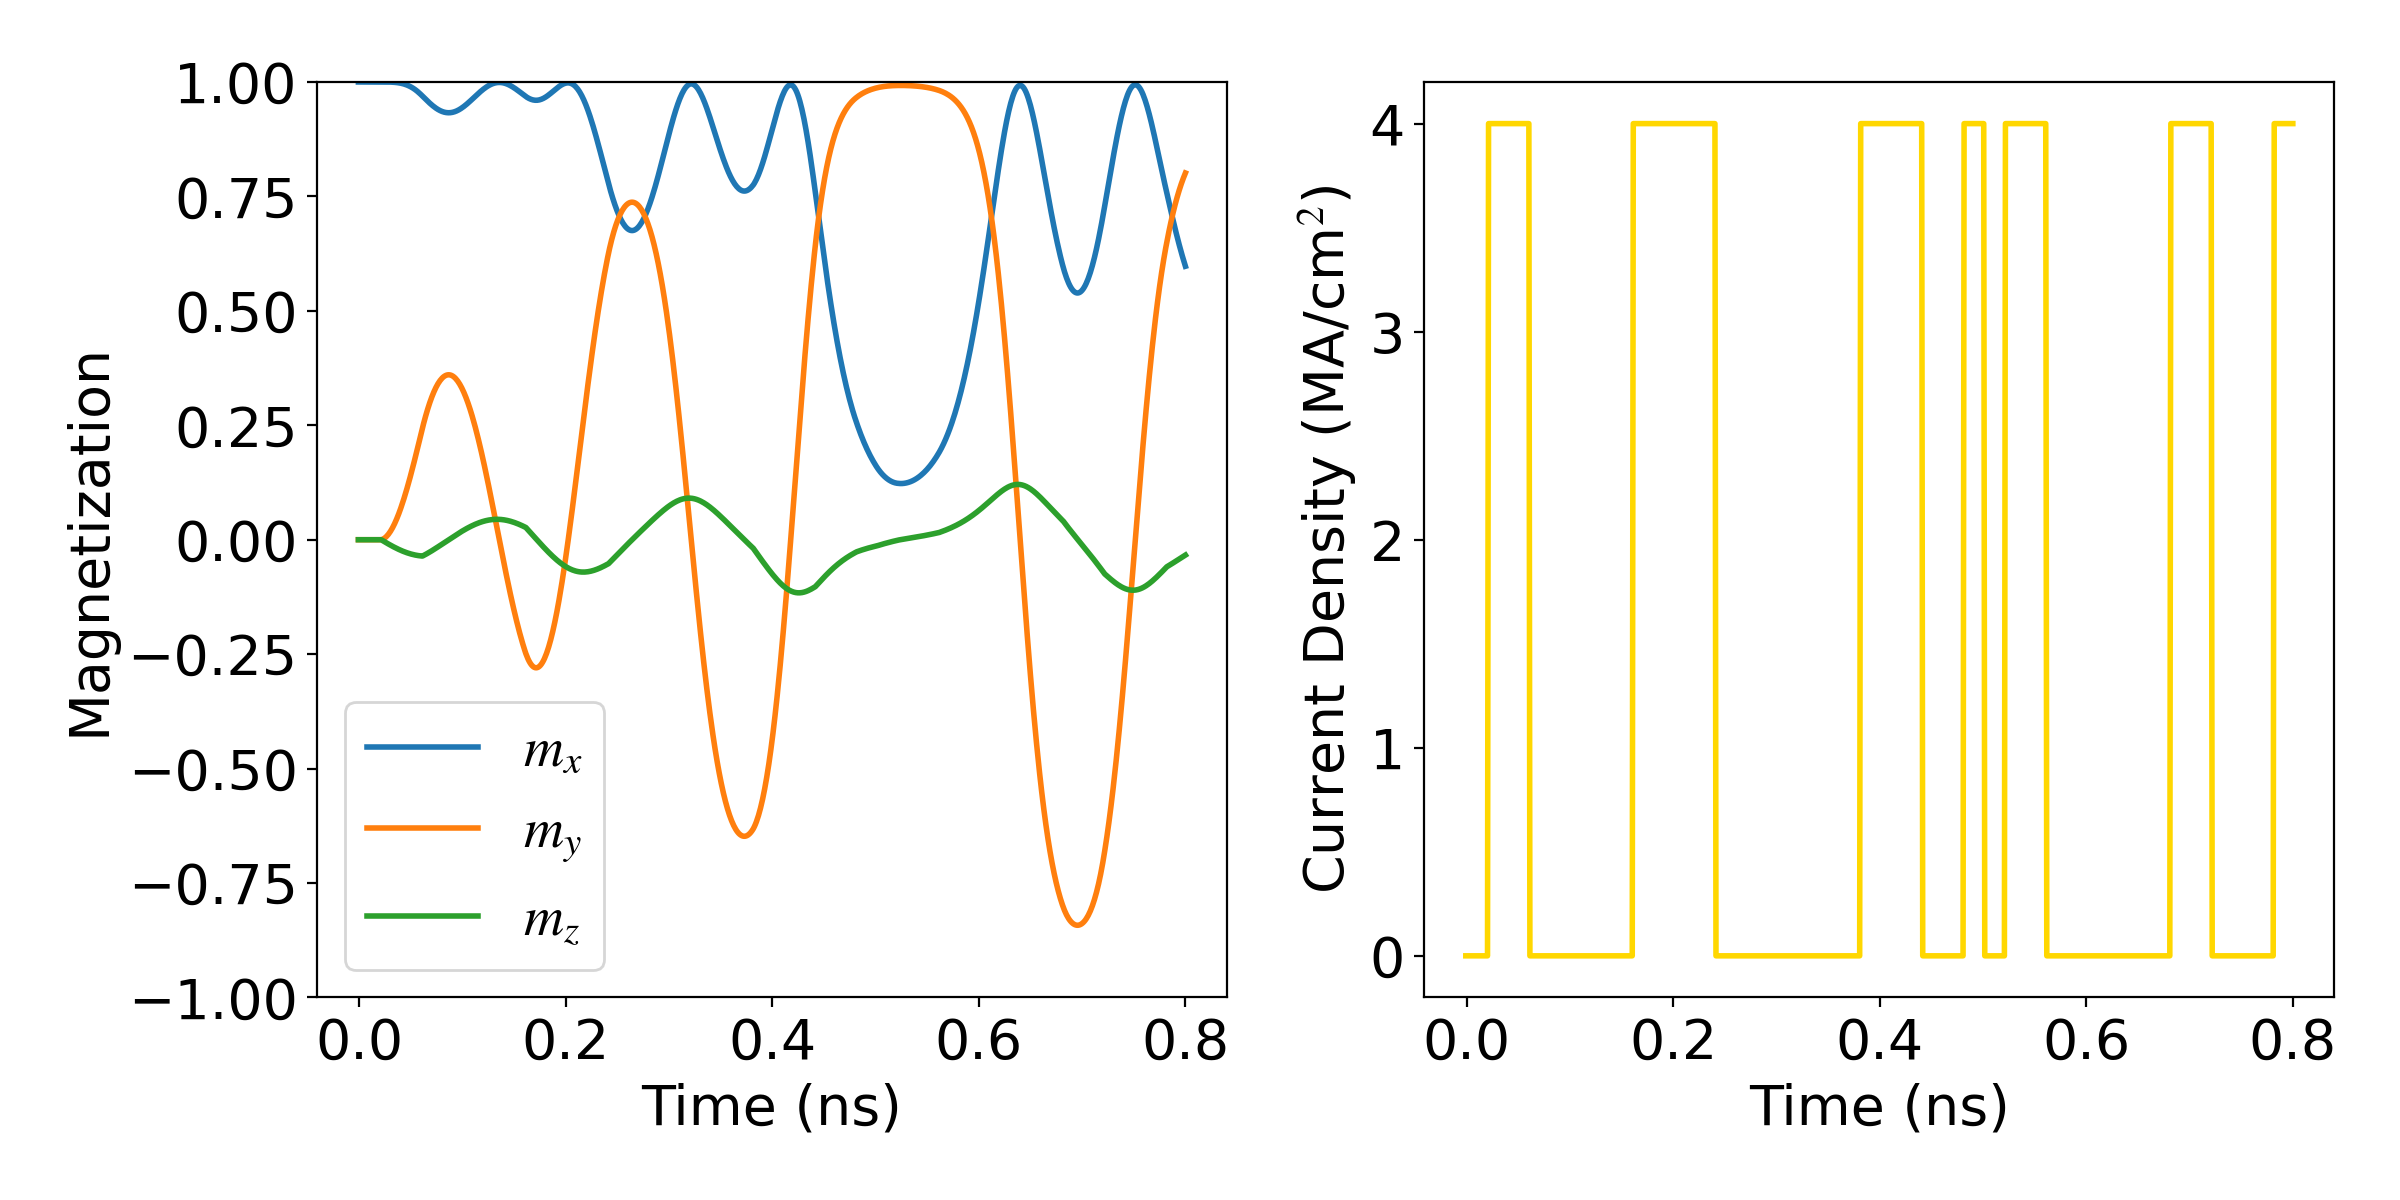 1.00
0.75
0.50
0.25
0.00
−0.25
−0.50
−0.75
−1.00
Magnetization
0.0 0.2 0.4 0.6 0.8
Time (ns)
m_x
m_y
m_z
4
3
2
1
0
Current Density (MA/cm²)
0.0 0.2 0.4 0.6 0.8
Time (ns)